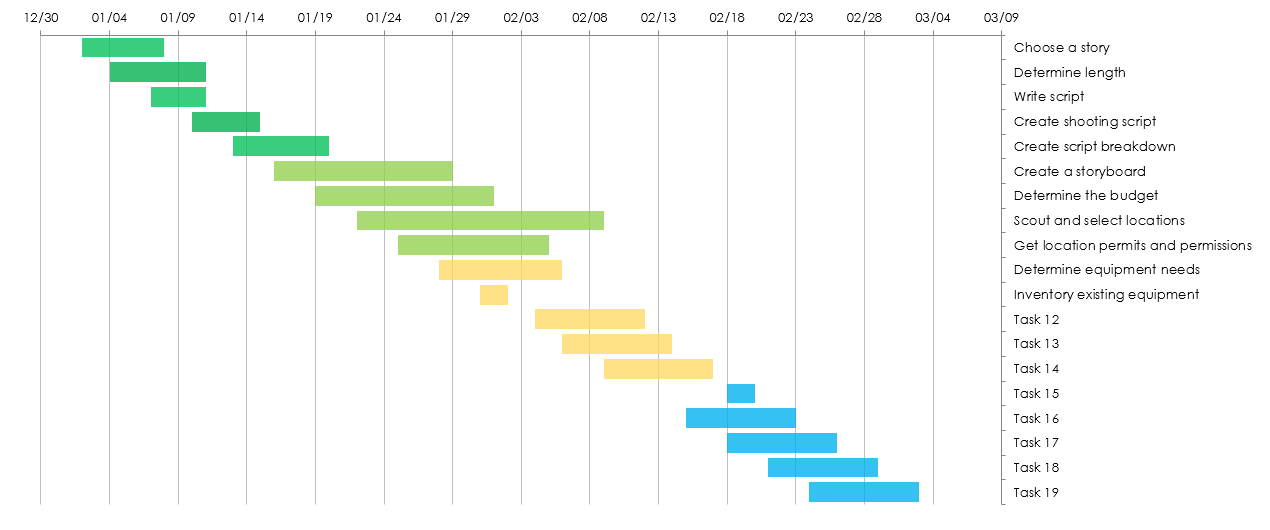 12/30 01/04 01/09 01/14 01/19 01/24 01/29 02/03 02/08 02/13 02/18 02/23 02/28 03/04 03/09
Choose a story
Determine length
Write script
Create shooting script
Create script breakdown
Create a storyboard
Determine the budget
Scout and select locations
Get location permits and permissions
Determine equipment needs
Inventory existing equipment
Task 12
Task 13
Task 14
Task 15
Task 16
Task 17
Task 18
Task 19